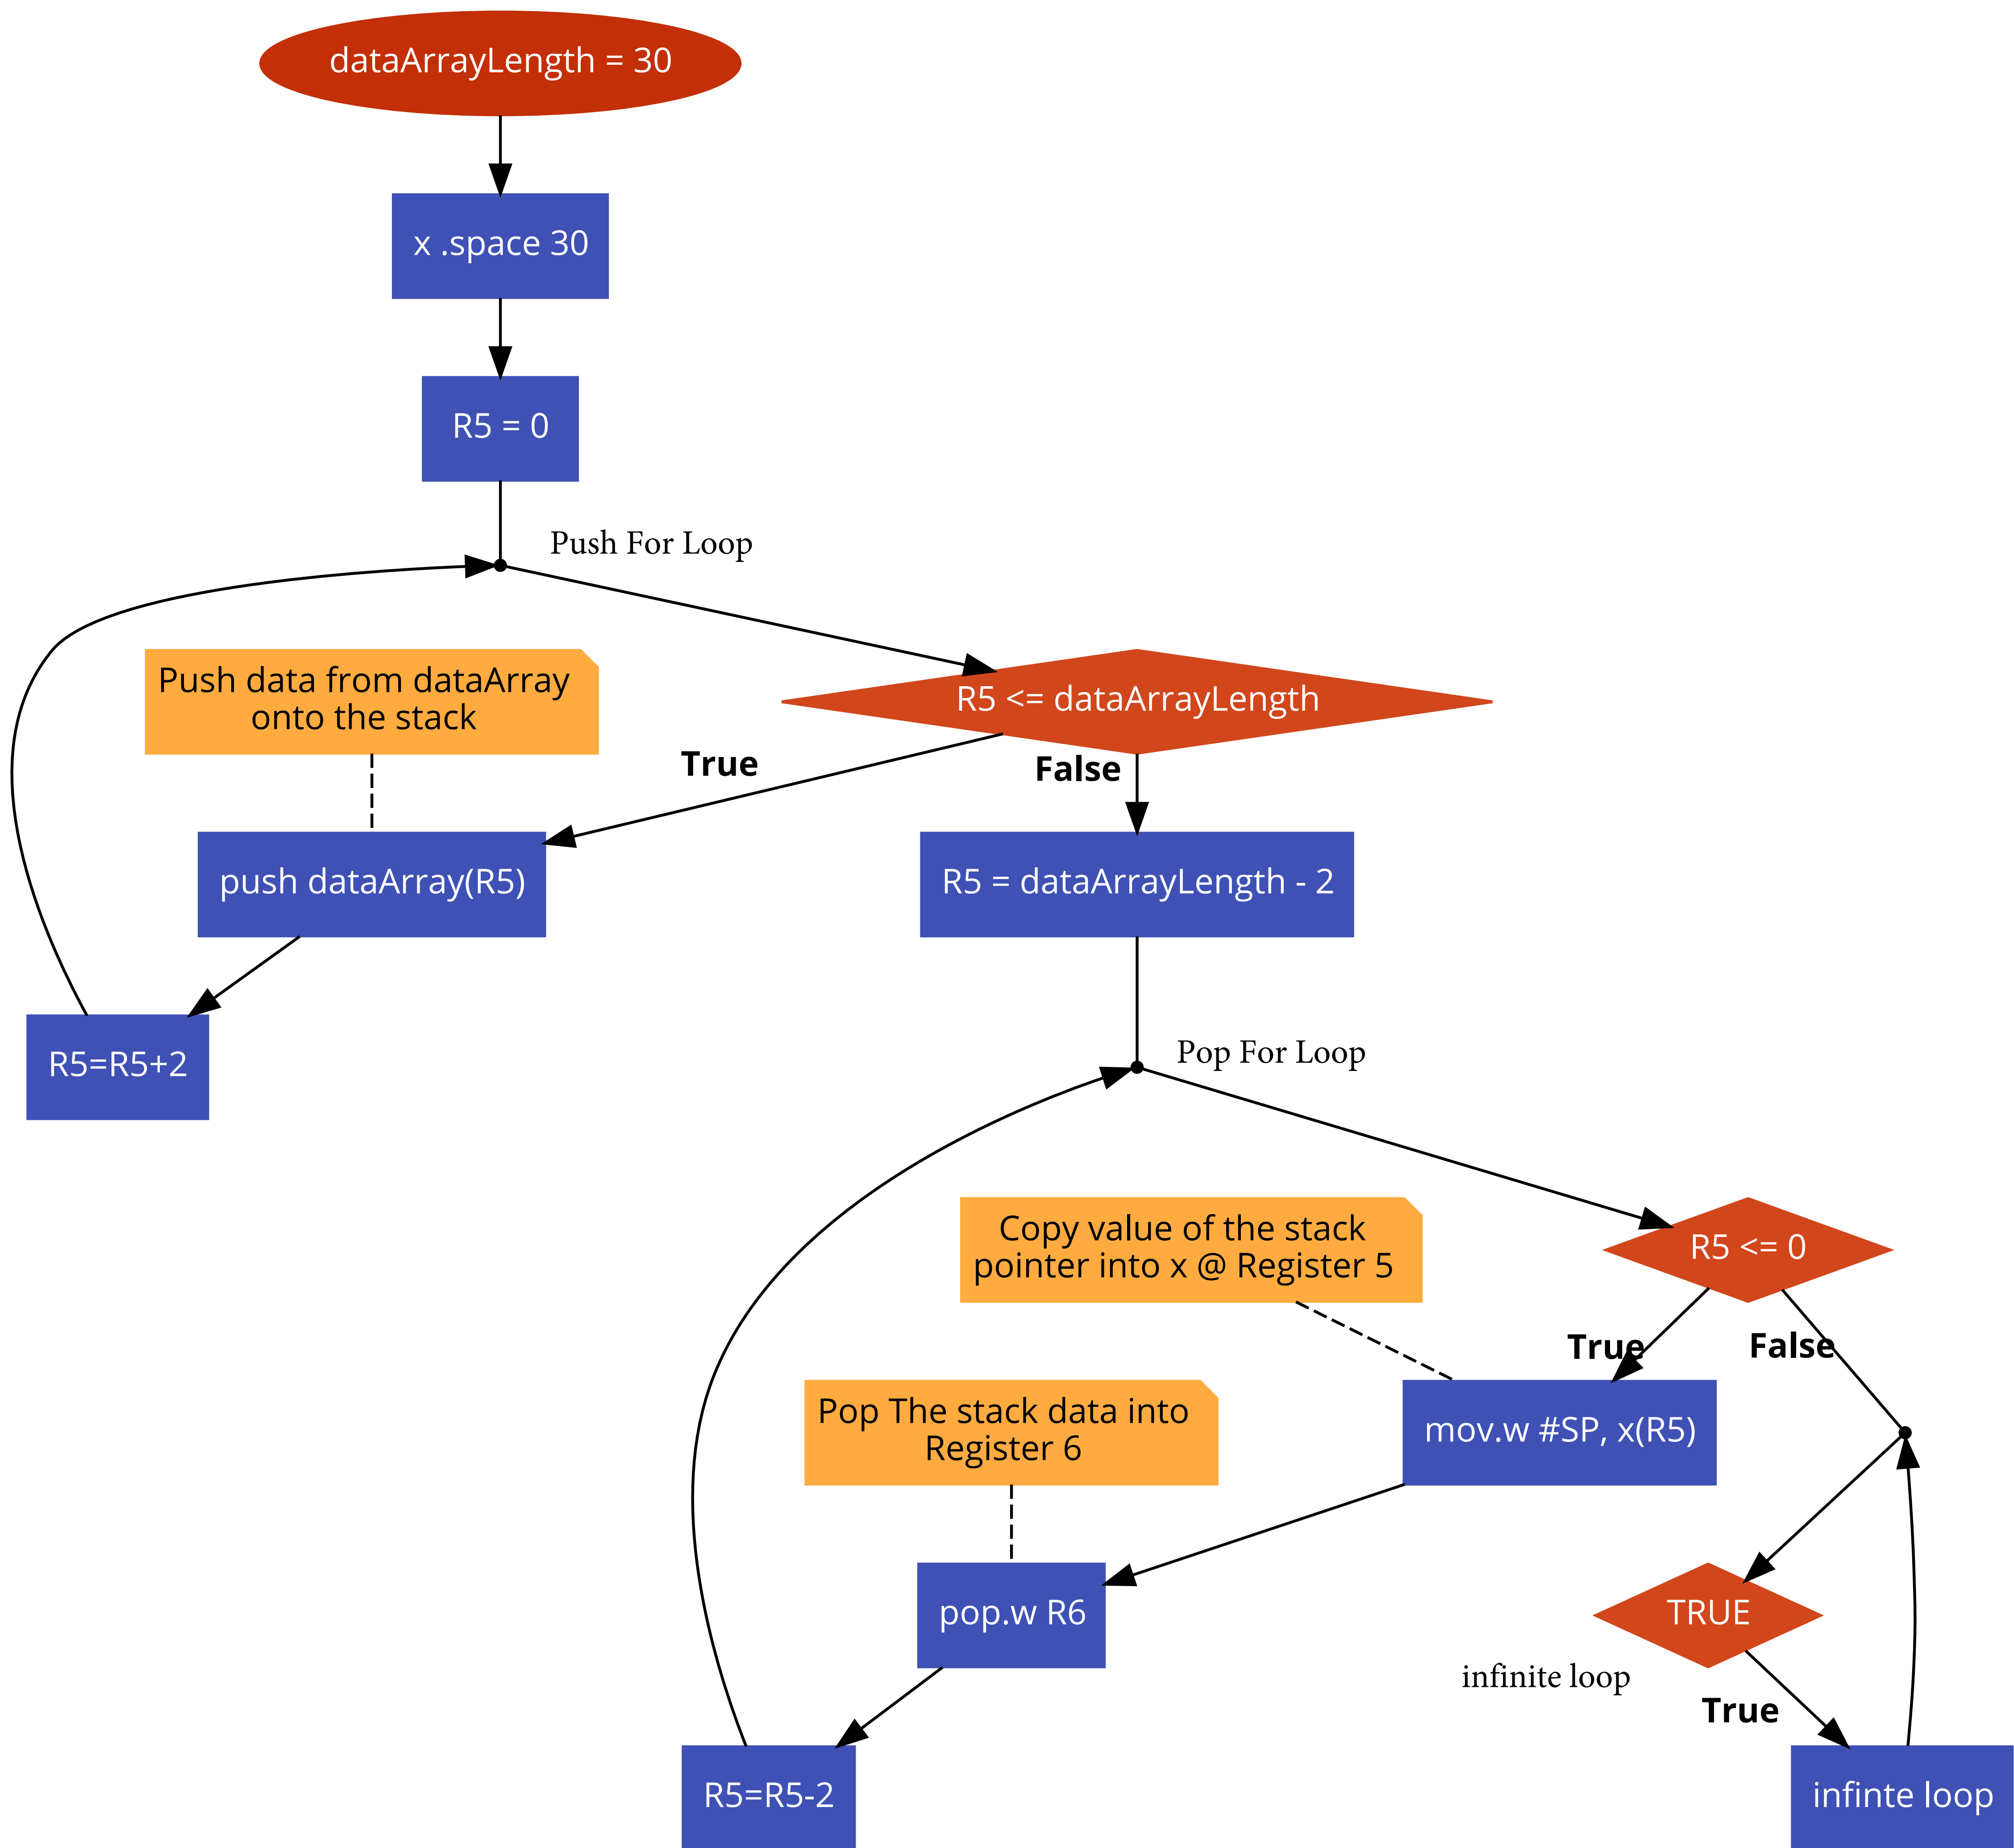 dataArrayLength = 30
x .space 30
R5 = 0
Push For Loop
Push data from dataArray
onto the stack
R5 <= dataArrayLength
True
False
push dataArray(R5)
R5 = dataArrayLength - 2
R5=R5+2
Pop For Loop
Copy value of the stack
pointer into x @ Register 5
R5 <= 0
True
False
Pop The stack data into
Register 6
mov.w #SP, x(R5)
pop.w R6
TRUE
infinite loop
True
R5=R5-2
infinte loop